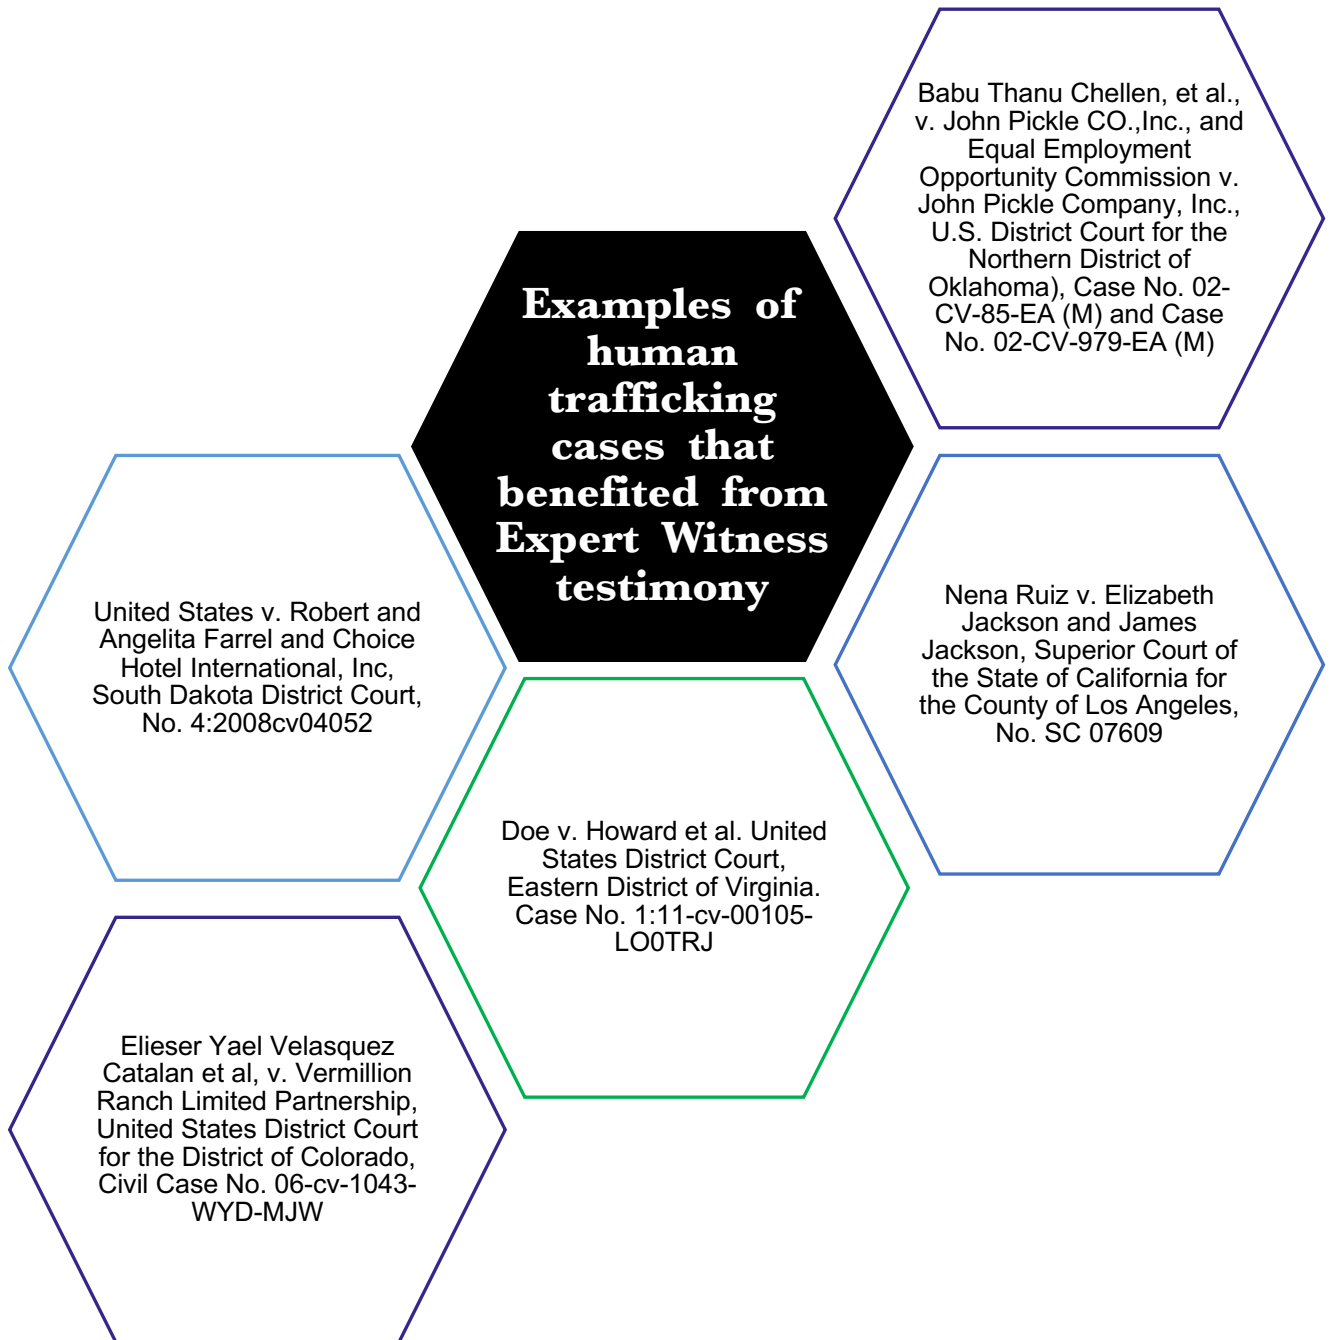 Examples of
human
trafficking
cases that
benefited from
Expert Witness
testimony
Babu Thanu Chellen, et al.,
v. John Pickle CO.,Inc., and
Equal Employment
Opportunity Commission v.
John Pickle Company, Inc.,
U.S. District Court for the
Northern District of
Oklahoma), Case No. 02-
CV-85-EA (M) and Case
No. 02-CV-979-EA (M)
United States v. Robert and
Angelita Farrel and Choice
Hotel International, Inc,
South Dakota District Court,
No. 4:2008cv04052
Nena Ruiz v. Elizabeth
Jackson and James
Jackson, Superior Court of
the State of California for
the County of Los Angeles,
No. SC 07609
Doe v. Howard et al. United
States District Court,
Eastern District of Virginia.
Case No. 1:11-cv-00105-
LO0TRJ
Elieser Yael Velasquez
Catalan et al, v. Vermillion
Ranch Limited Partnership,
United States District Court
for the District of Colorado,
Civil Case No. 06-cv-1043-
WYD-MJW